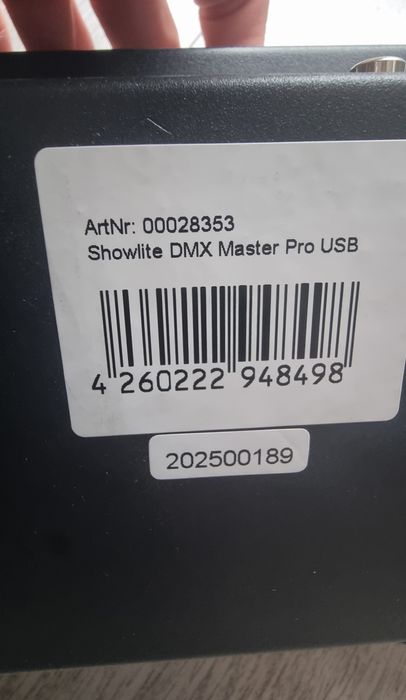 ArtNr: 00028353
Showlite DMX Master Pro USB
4 260222 948498
202500189